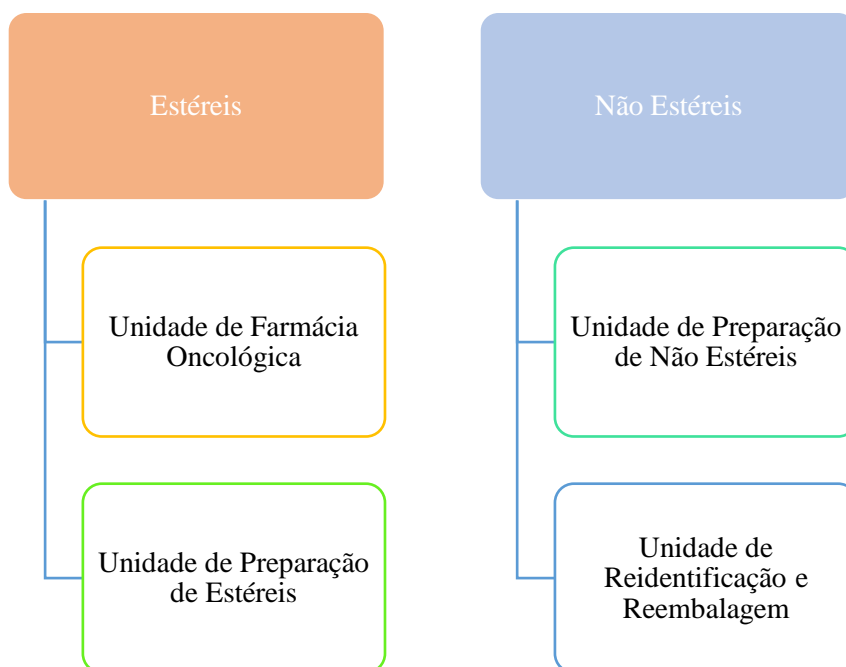 Estéreis
Unidade de Farmácia
Oncológica
Unidade de Preparação
de Estéreis
Não Estéreis
Unidade de Preparação
de Não Estéreis
Unidade de
Reidentificação e
Reembalagem